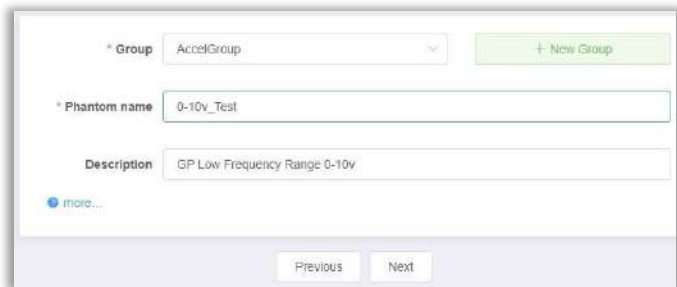 * Group AccelGroup + New Group
* Phantom name 0-10v_Test
Description GP Low Frequency Range 0-10v
? more...
Previous Next